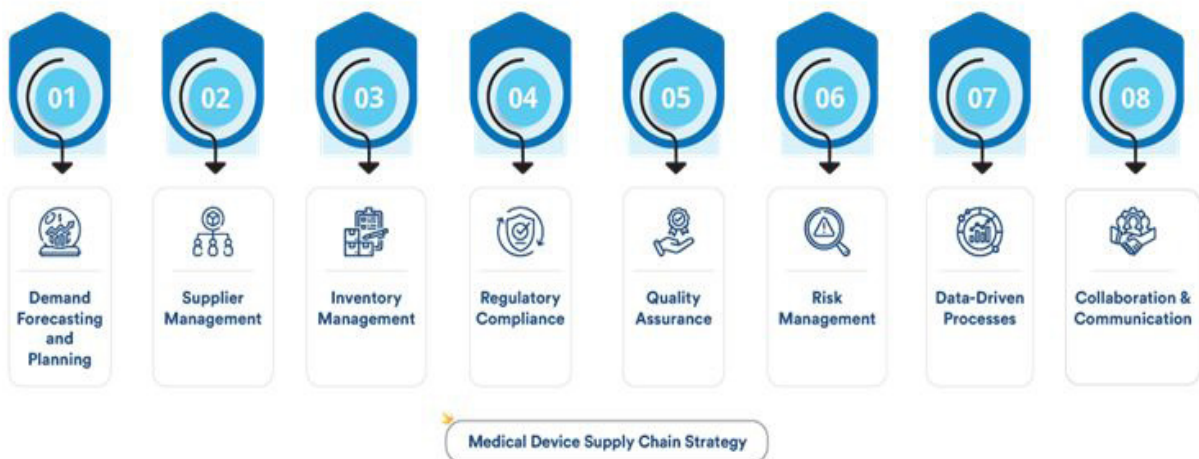 01
02
03
04
05
06
07
08
Demand
Forecasting
and
Planning
Supplier
Management
Inventory
Management
Regulatory
Compliance
Quality
Assurance
Risk
Management
Data-Driven
Processes
Collaboration &
Communication
Medical Device Supply Chain Strategy